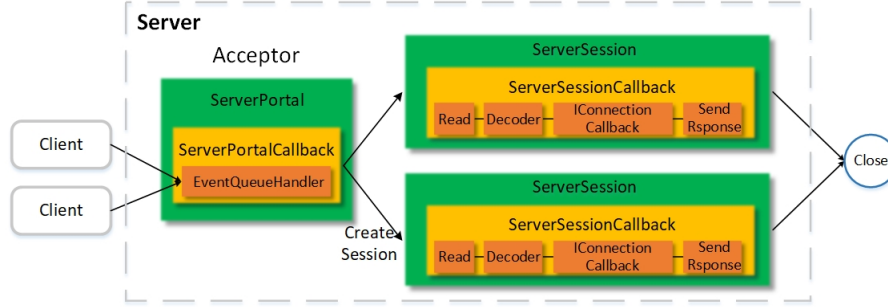 Server
Acceptor
ServerPortal
ServerPortalCallback
EventQueueHandler
Client
Client
Create
Session
ServerSession
ServerSessionCallback
Read
Decoder
IConnection
Callback
Send
Rsponse
ServerSession
ServerSessionCallback
Read
Decoder
IConnection
Callback
Send
Rsponse
Close